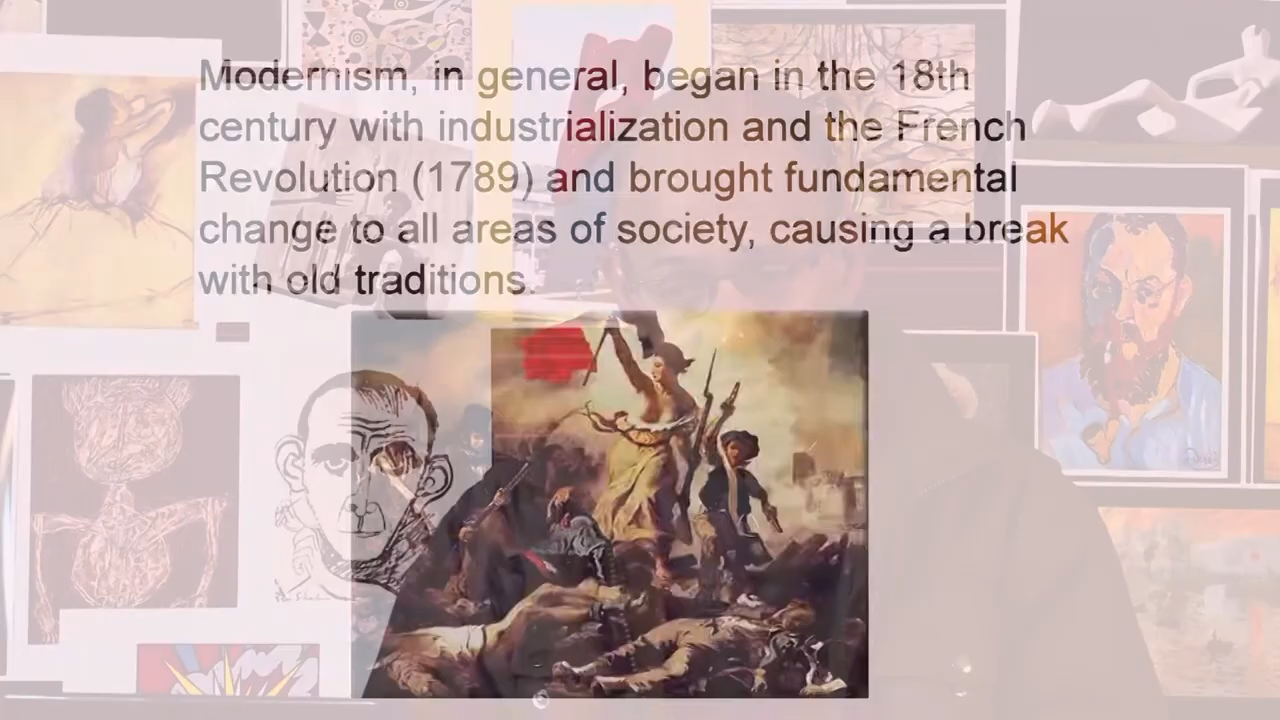 Modernism, in general, began in the 18th
century with industrialization and the French
Revolution (1789) and brought fundamental
change to all areas of society, causing a break
with old traditions.